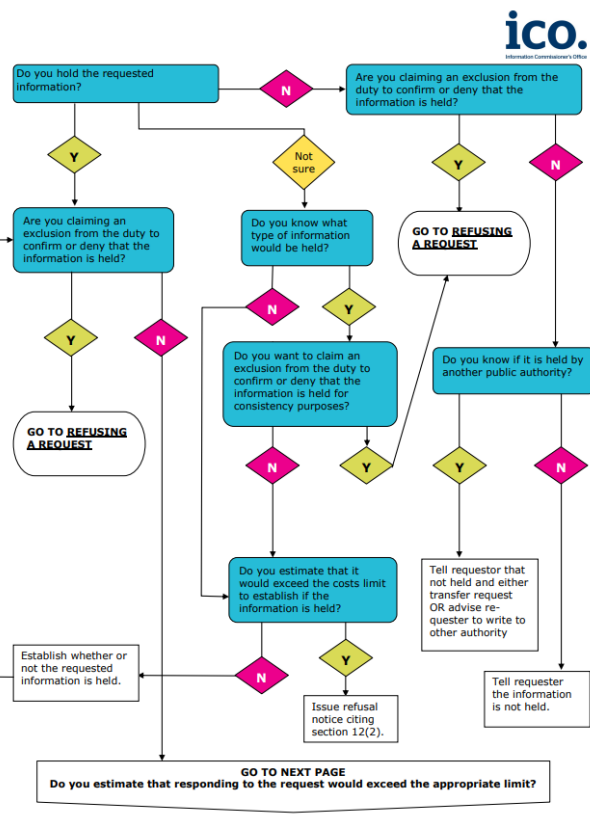 ico.
Information Commissioner's Office
Do you hold the requested
information?
N
Are you claiming an exclusion from the
duty to confirm or deny that the
information is held?
Y
Not
sure
Y
N
Are you claiming an
exclusion from the duty to
confirm or deny that the
information is held?
Do you know what
type of information
would be held?
GO TO REFUSING
A REQUEST
Y
N
N
Y
Do you want to claim an
exclusion from the duty to
confirm or deny that the
information is held for
consistency purposes?
Do you know if it is held by
another public authority?
GO TO REFUSING
A REQUEST
N
Y
Y
N
Do you estimate that it
would exceed the costs limit
to establish if the
information is held?
Tell requestor that
not held and either
transfer request
OR advise re-
quester to write to
other authority
Establish whether or
not the requested
information is held.
N
Y
Tell requester
the information
is not held.
Issue refusal
notice citing
section 12(2).
GO TO NEXT PAGE
Do you estimate that responding to the request would exceed the appropriate limit?